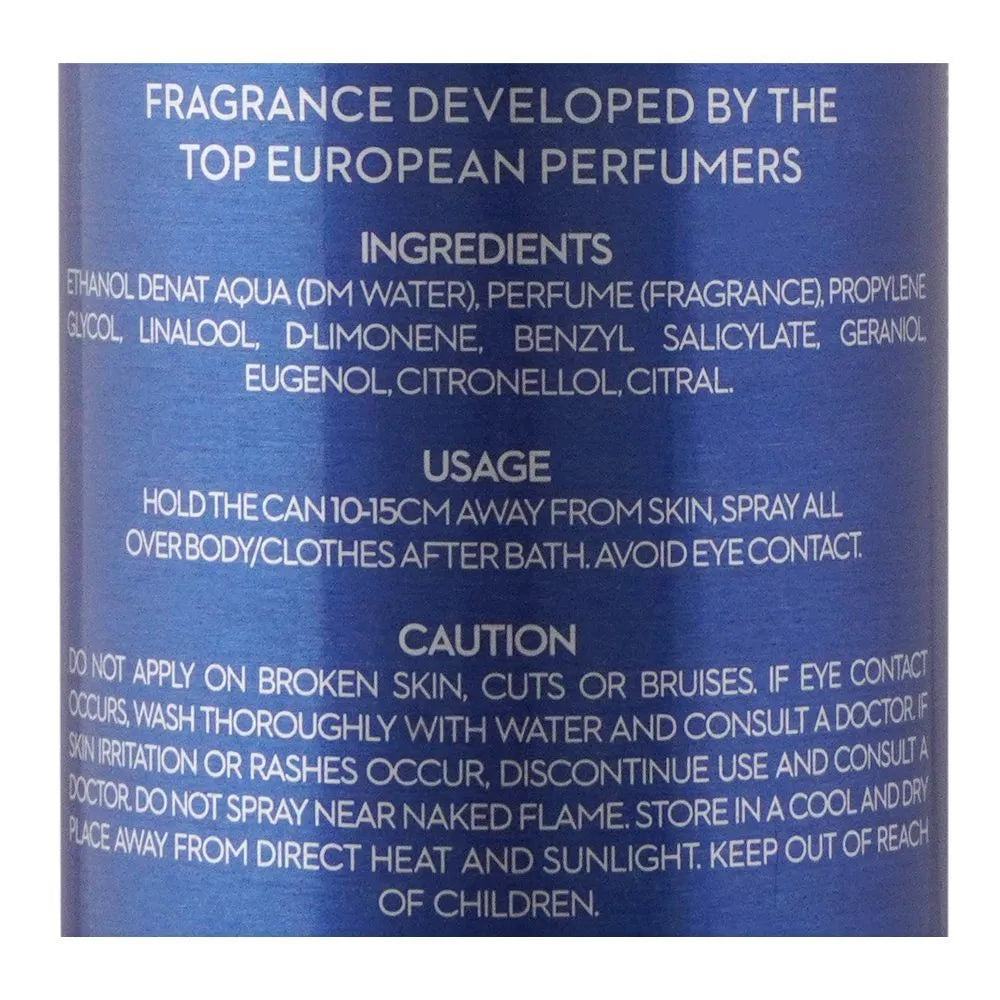 FRAGRANCE DEVELOPED BY THE
TOP EUROPEAN PERFUMERS
INGREDIENTS
ETHANOL DENAT AQUA (DM WATER), PERFUME (FRAGRANCE), PROPYLENE
GLYCOL, LINALOOL, D-LIMONENE, BENZYL SALICYLATE, GERANIOL,
EUGENOL, CITRONELLOL, CITRAL.
USAGE
HOLD THE CAN 10-15CM AWAY FROM SKIN, SPRAY ALL
OVER BODY/CLOTHES AFTER BATH. AVOID EYE CONTACT.
CAUTION
DO NOT APPLY ON BROKEN SKIN, CUTS OR BRUISES. IF EYE CONTACT
OCCURS, WASH THOROUGHLY WITH WATER AND CONSULT A DOCTOR. IF
SKIN IRRITATION OR RASHES OCCUR, DISCONTINUE USE AND CONSULT A
DOCTOR. DO NOT SPRAY NEAR NAKED FLAME. STORE IN A COOL AND DRY
PLACE AWAY FROM DIRECT HEAT AND SUNLIGHT. KEEP OUT OF REACH
OF CHILDREN.